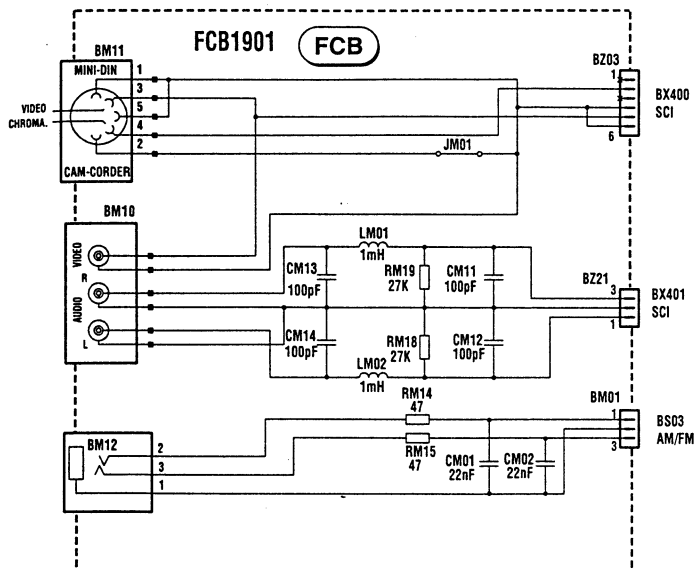 FCB1901
FCB
BM11
MINI-DIN
1
3
5
4
2
VIDEO
CHROMA.
CAM-CORDER
JM01
BZ03
1
6
BX400
SCI
BM10
VIDEO
R
AUDIO
L
LM01
1mH
CM13
100pF
RM19
27K
CM11
100pF
CM14
100pF
RM18
27K
CM12
100pF
LM02
1mH
BZ21
3
1
BX401
SCI
RM14
47
RM15
47
CM01
22nF
CM02
22nF
BM01
1
3
BS03
AM/FM
BM12
2
3
1